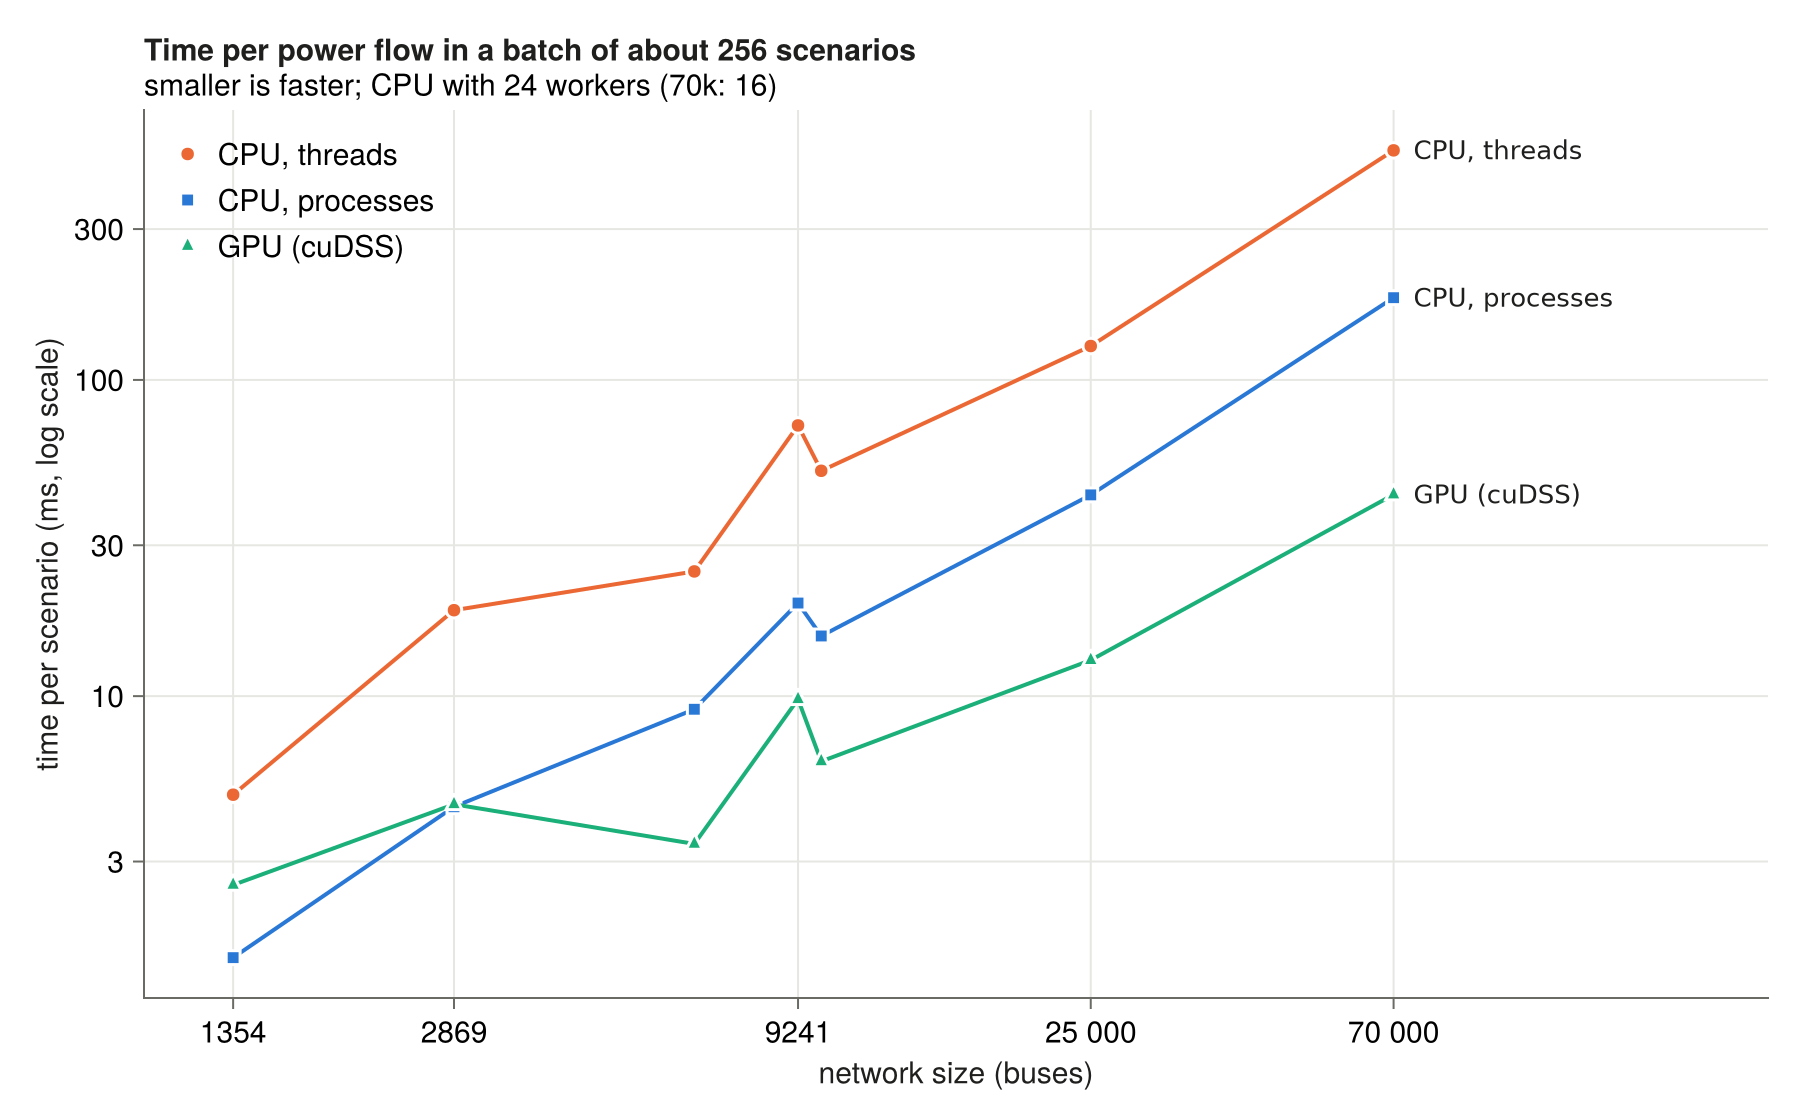 Time per power flow in a batch of about 256 scenarios
smaller is faster; CPU with 24 workers (70k: 16)
CPU, threads
CPU, processes
GPU (cuDSS)
CPU, threads
CPU, processes
GPU (cuDSS)
300
100
30
10
3
time per scenario (ms, log scale)
1354 2869 9241 25 000 70 000
network size (buses)